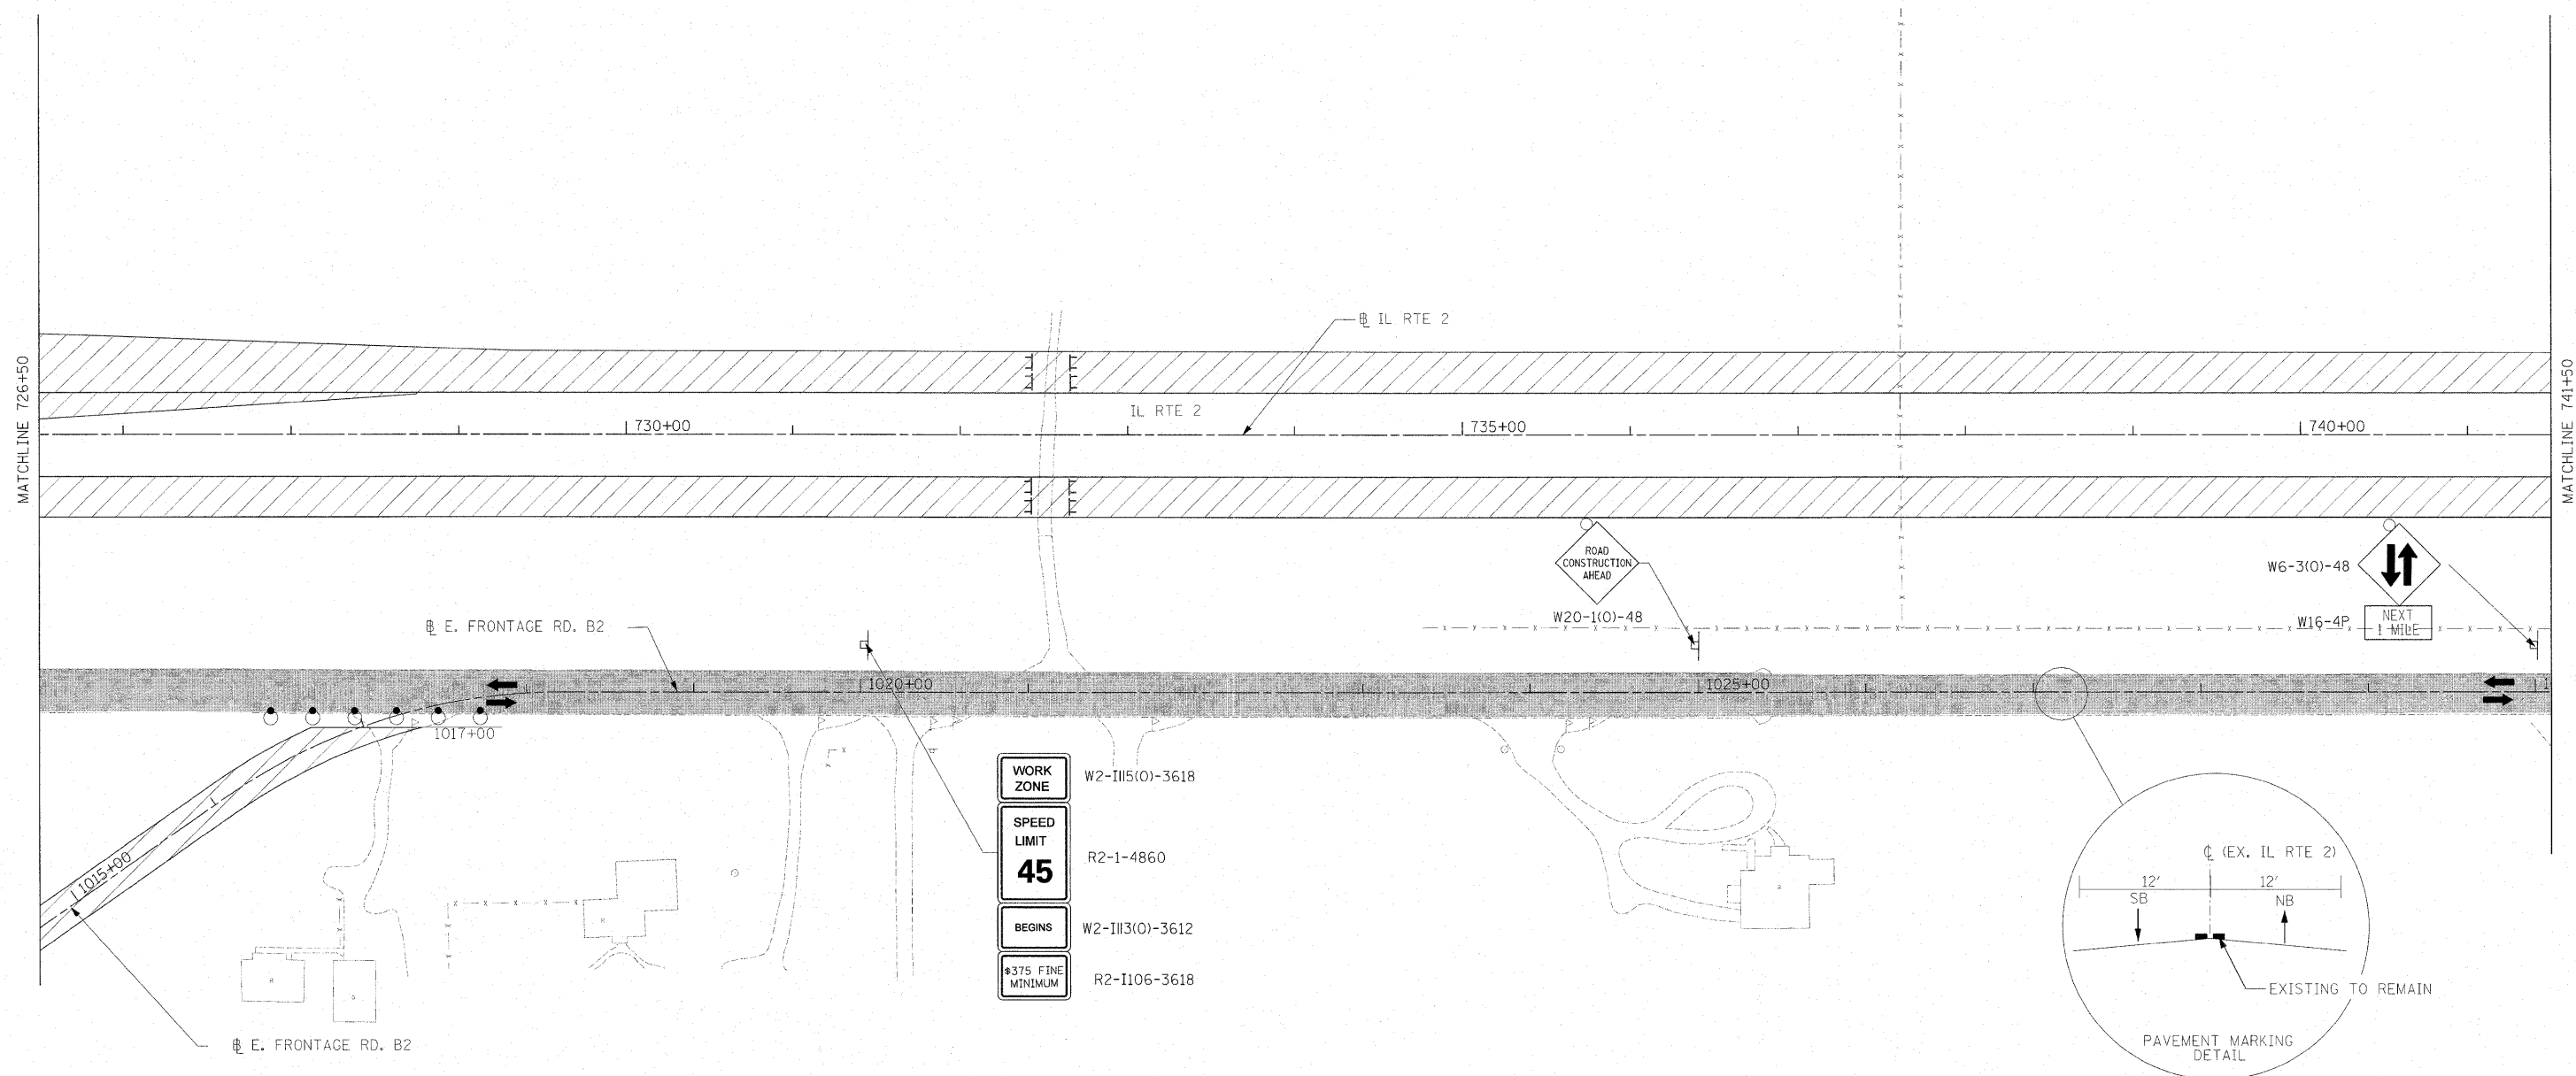 MATCHLINE 726+50
MATCHLINE 741+50
℄ IL RTE 2
IL RTE 2
730+00
735+00
740+00
ROAD
CONSTRUCTION
AHEAD
W20-1(O)-48
W6-3(O)-48
W16-4P
NEXT
1 MILE
℄ E. FRONTAGE RD. B2
1020+00
1025+00
1017+00
1015+00
WORK
ZONE
W2-I115(O)-3618
SPEED
LIMIT
45
R2-1-4860
BEGINS
W2-I113(O)-3612
$375 FINE
MINIMUM
R2-I106-3618
℄ (EX. IL RTE 2)
12'
12'
SB
NB
EXISTING TO REMAIN
PAVEMENT MARKING
DETAIL
℄ E. FRONTAGE RD. B2
R
G